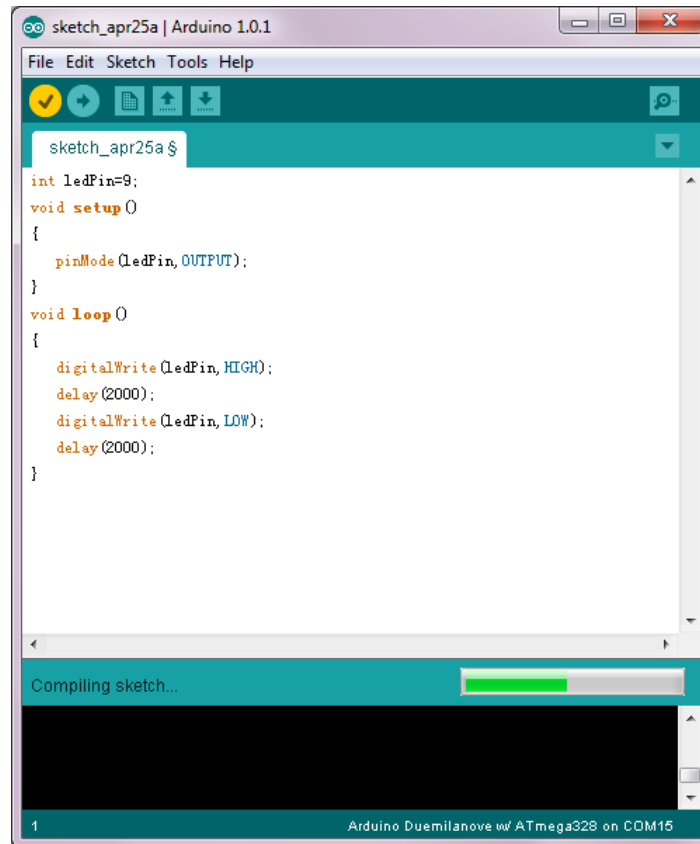 sketch_apr25a | Arduino 1.0.1
File Edit Sketch Tools Help
sketch_apr25a §
int ledPin=9;
void setup()
{
pinMode(ledPin,OUTPUT);
}
void loop()
{
digitalWrite(ledPin,HIGH);
delay(2000);
digitalWrite(ledPin,LOW);
delay(2000);
}
Compiling sketch...
1 Arduino Duemilanove w/ ATmega328 on COM15